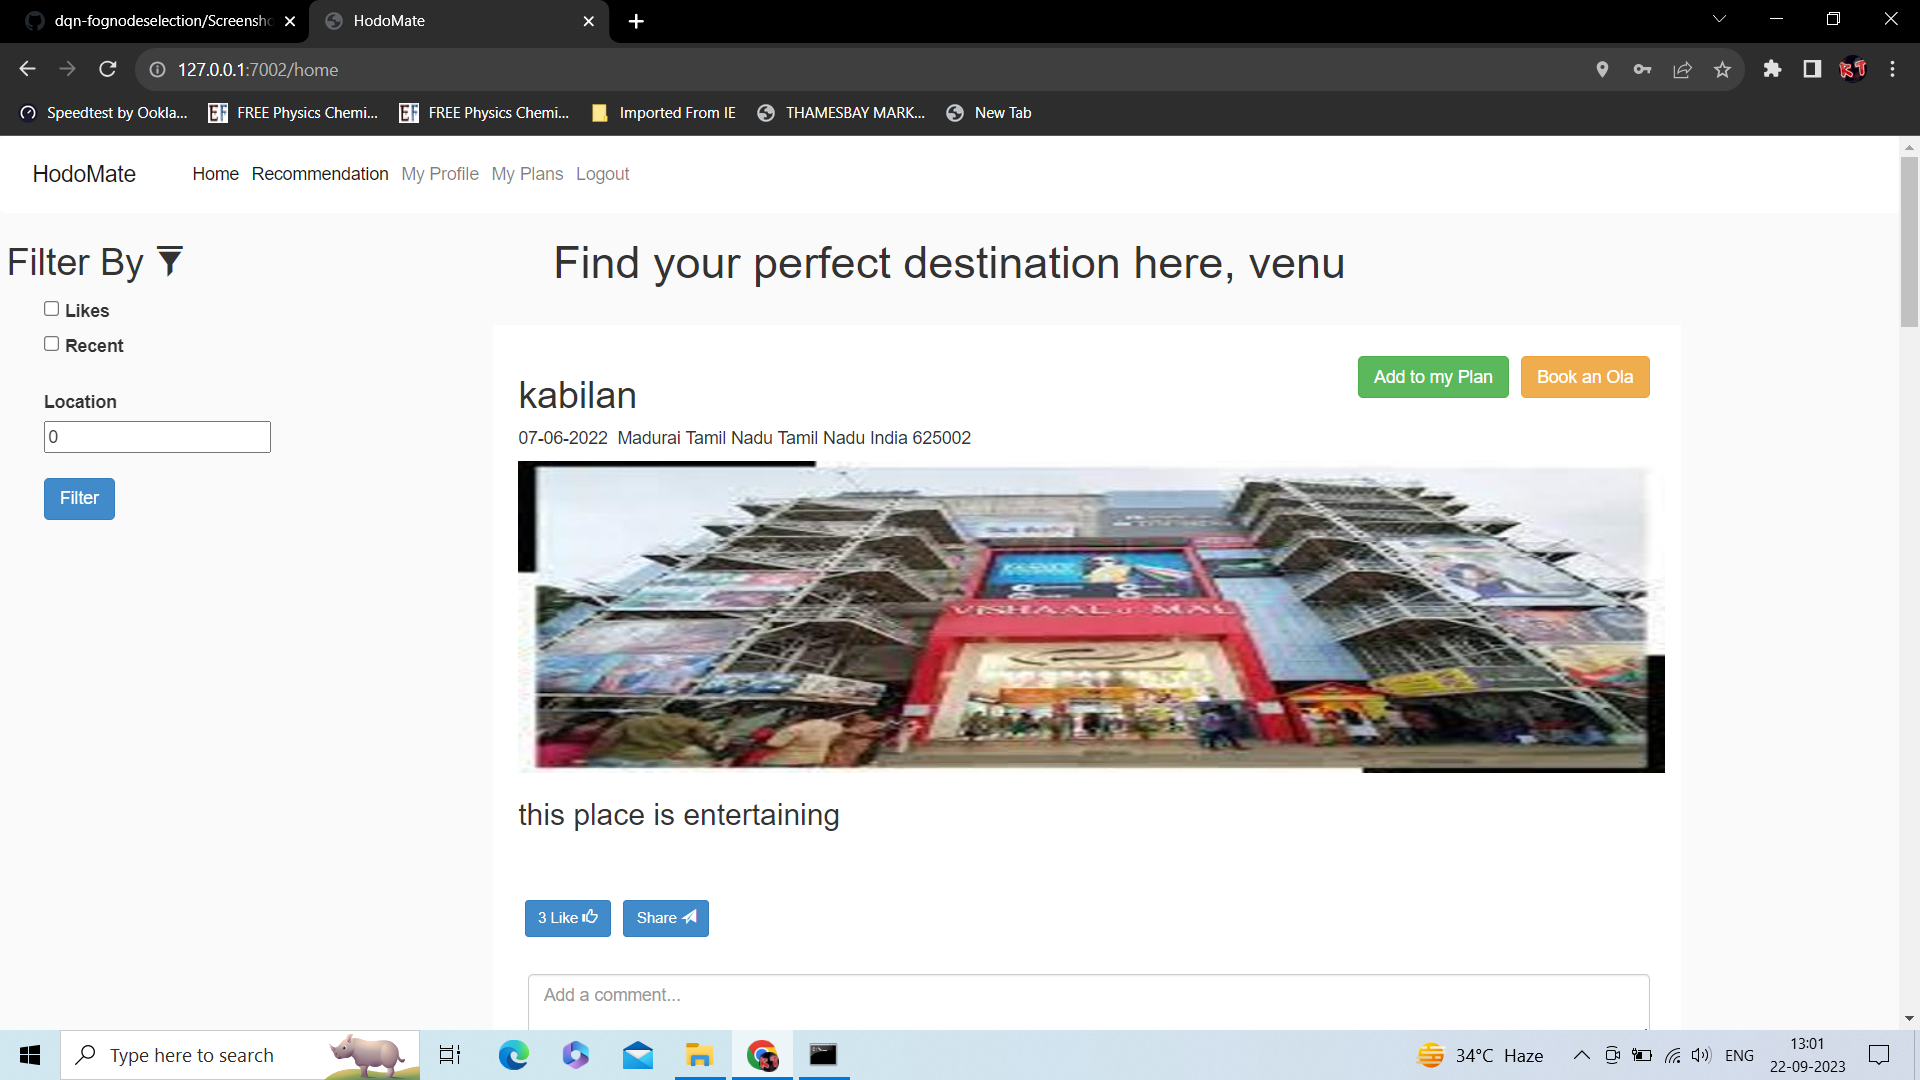 dqn-fognodeselection/Screensho
HodoMate
127.0.0.1:7002/home
Speedtest by Ookla...
FREE Physics Chemi...
FREE Physics Chemi...
Imported From IE
THAMESBAY MARK...
New Tab
HodoMate
Home
Recommendation
My Profile
My Plans
Logout
Filter By
Likes
Recent
Location
0
Filter
Find your perfect destination here, venu
Add to my Plan
Book an Ola
kabilan
07-06-2022 Madurai Tamil Nadu Tamil Nadu India 625002
VISHAAL de MAL
this place is entertaining
3 Like
Share
Add a comment...
Type here to search
34°C Haze
ENG
13:01
22-09-2023